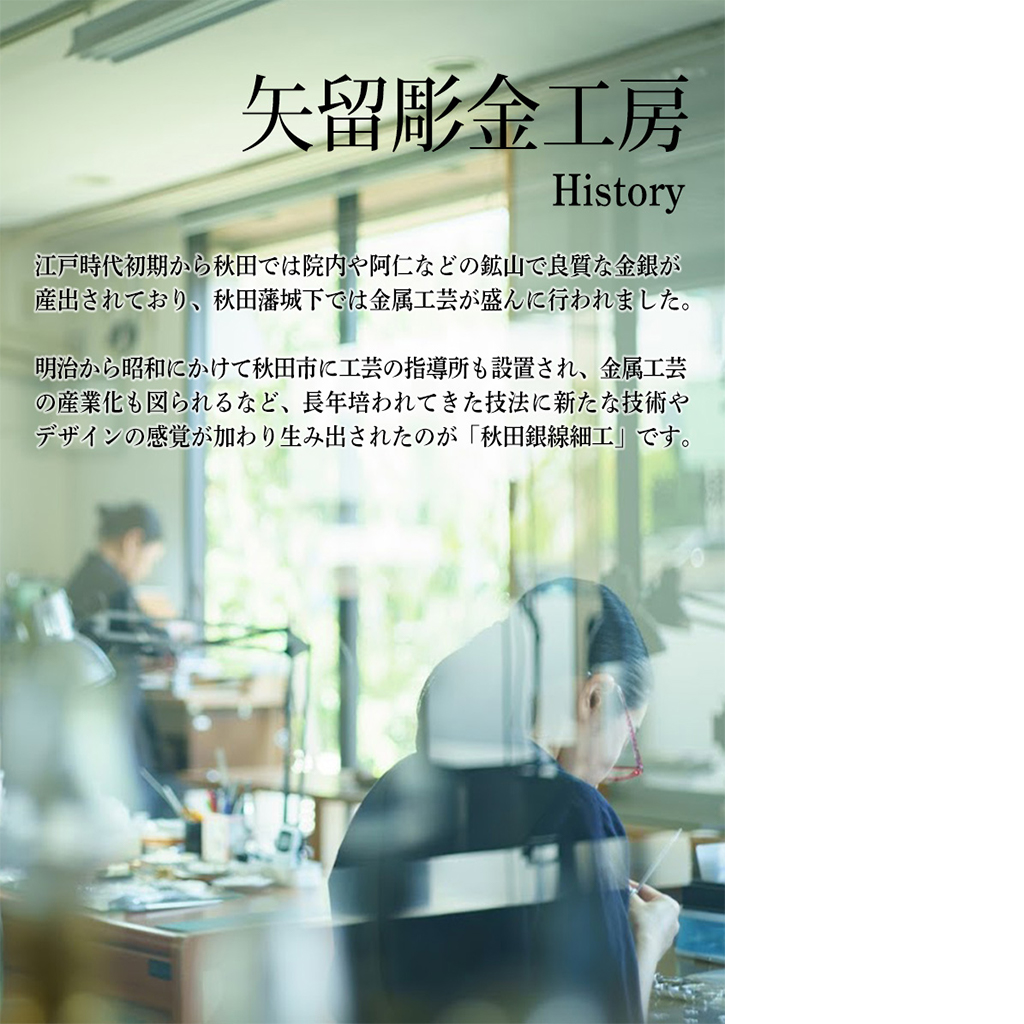 矢留彫金工房
History
江戸時代初期から秋田では院内や阿仁などの鉱山で良質な金銀が
産出されており、秋田藩城下では金属工芸が盛んに行われました。
明治から昭和にかけて秋田市に工芸の指導所も設置され、金属工芸
の産業化も図られるなど、長年培われてきた技法に新たな技術や
デザインの感覚が加わり生み出されたのが「秋田銀線細工」です。